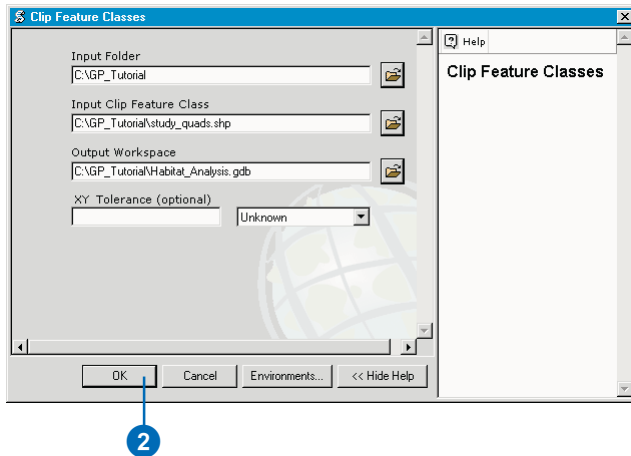 Clip Feature Classes
Input Folder
C:\GP_Tutorial
Input Clip Feature Class
C:\GP_Tutorial\study_quads.shp
Output Workspace
C:\GP_Tutorial\Habitat_Analysis.gdb
XY Tolerance (optional)
Unknown
OK
Cancel
Environments...
<< Hide Help
Help
Clip Feature Classes
2